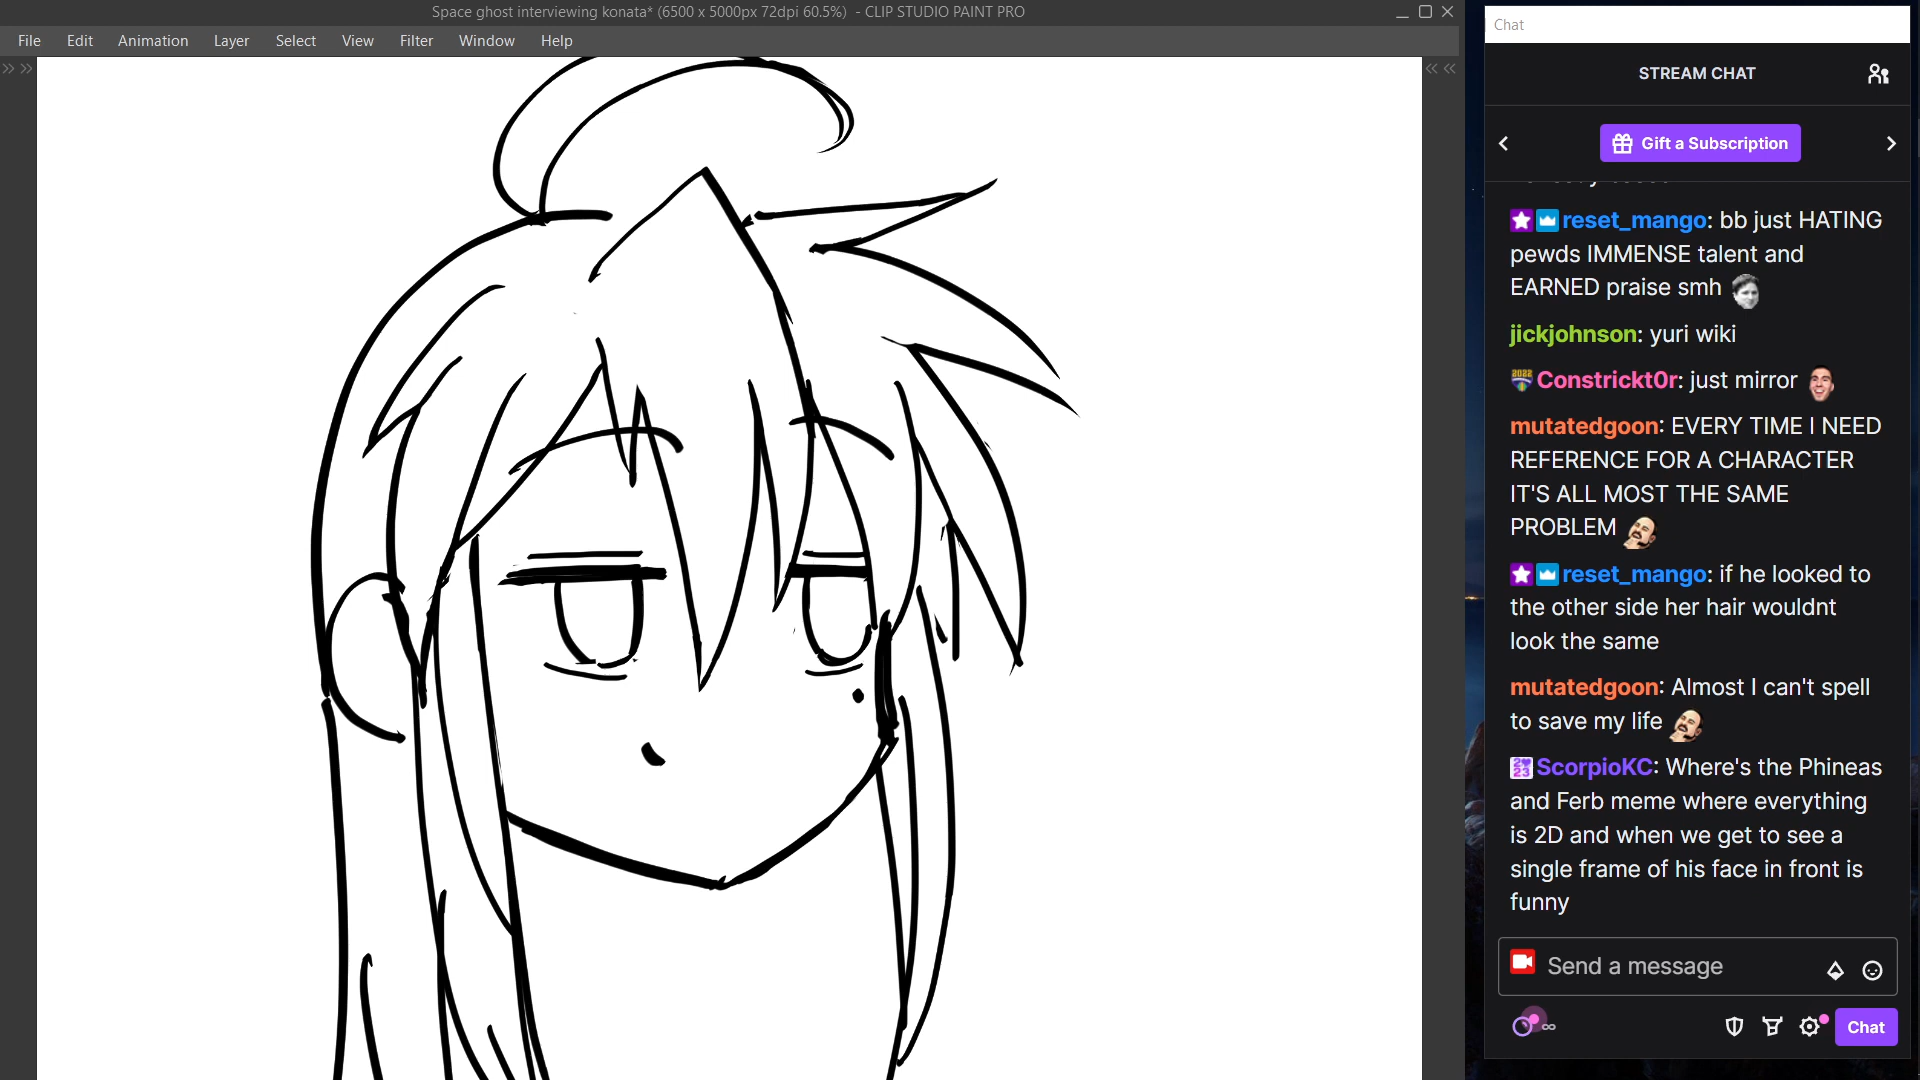 Space ghost interviewing konata* (6500 x 5000px 72dpi 60.5%) - CLIP STUDIO PAINT PRO
File Edit Animation Layer Select View Filter Window Help
Chat
STREAM CHAT
Gift a Subscription
reset_mango: bb just HATING
pewds IMMENSE talent and
EARNED praise smh
jickjohnson: yuri wiki
2022 Constrickt0r: just mirror
mutatedgoon: EVERY TIME I NEED
REFERENCE FOR A CHARACTER
IT'S ALL MOST THE SAME
PROBLEM
reset_mango: if he looked to
the other side her hair wouldnt
look the same
mutatedgoon: Almost I can't spell
to save my life
ScorpioKC: Where's the Phineas
and Ferb meme where everything
is 2D and when we get to see a
single frame of his face in front is
funny
Send a message
Chat